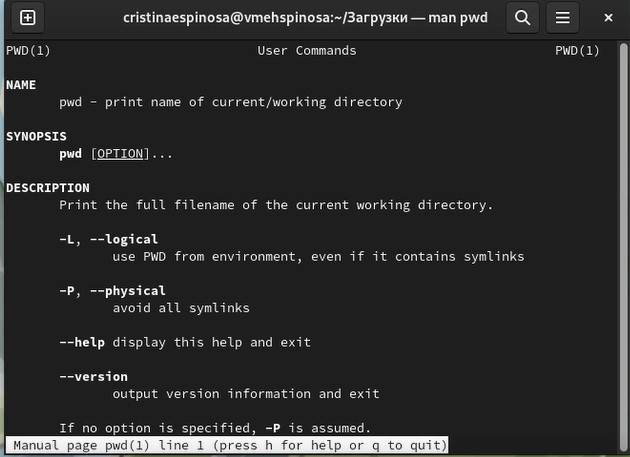 cristinaespinosa@vmehspinosa:~/Загрузки — man pwd
PWD(1) User Commands PWD(1)
NAME
pwd - print name of current/working directory
SYNOPSIS
pwd [OPTION]...
DESCRIPTION
Print the full filename of the current working directory.
-L, --logical
use PWD from environment, even if it contains symlinks
-P, --physical
avoid all symlinks
--help display this help and exit
--version
output version information and exit
If no option is specified, -P is assumed.
Manual page pwd(1) line 1 (press h for help or q to quit)